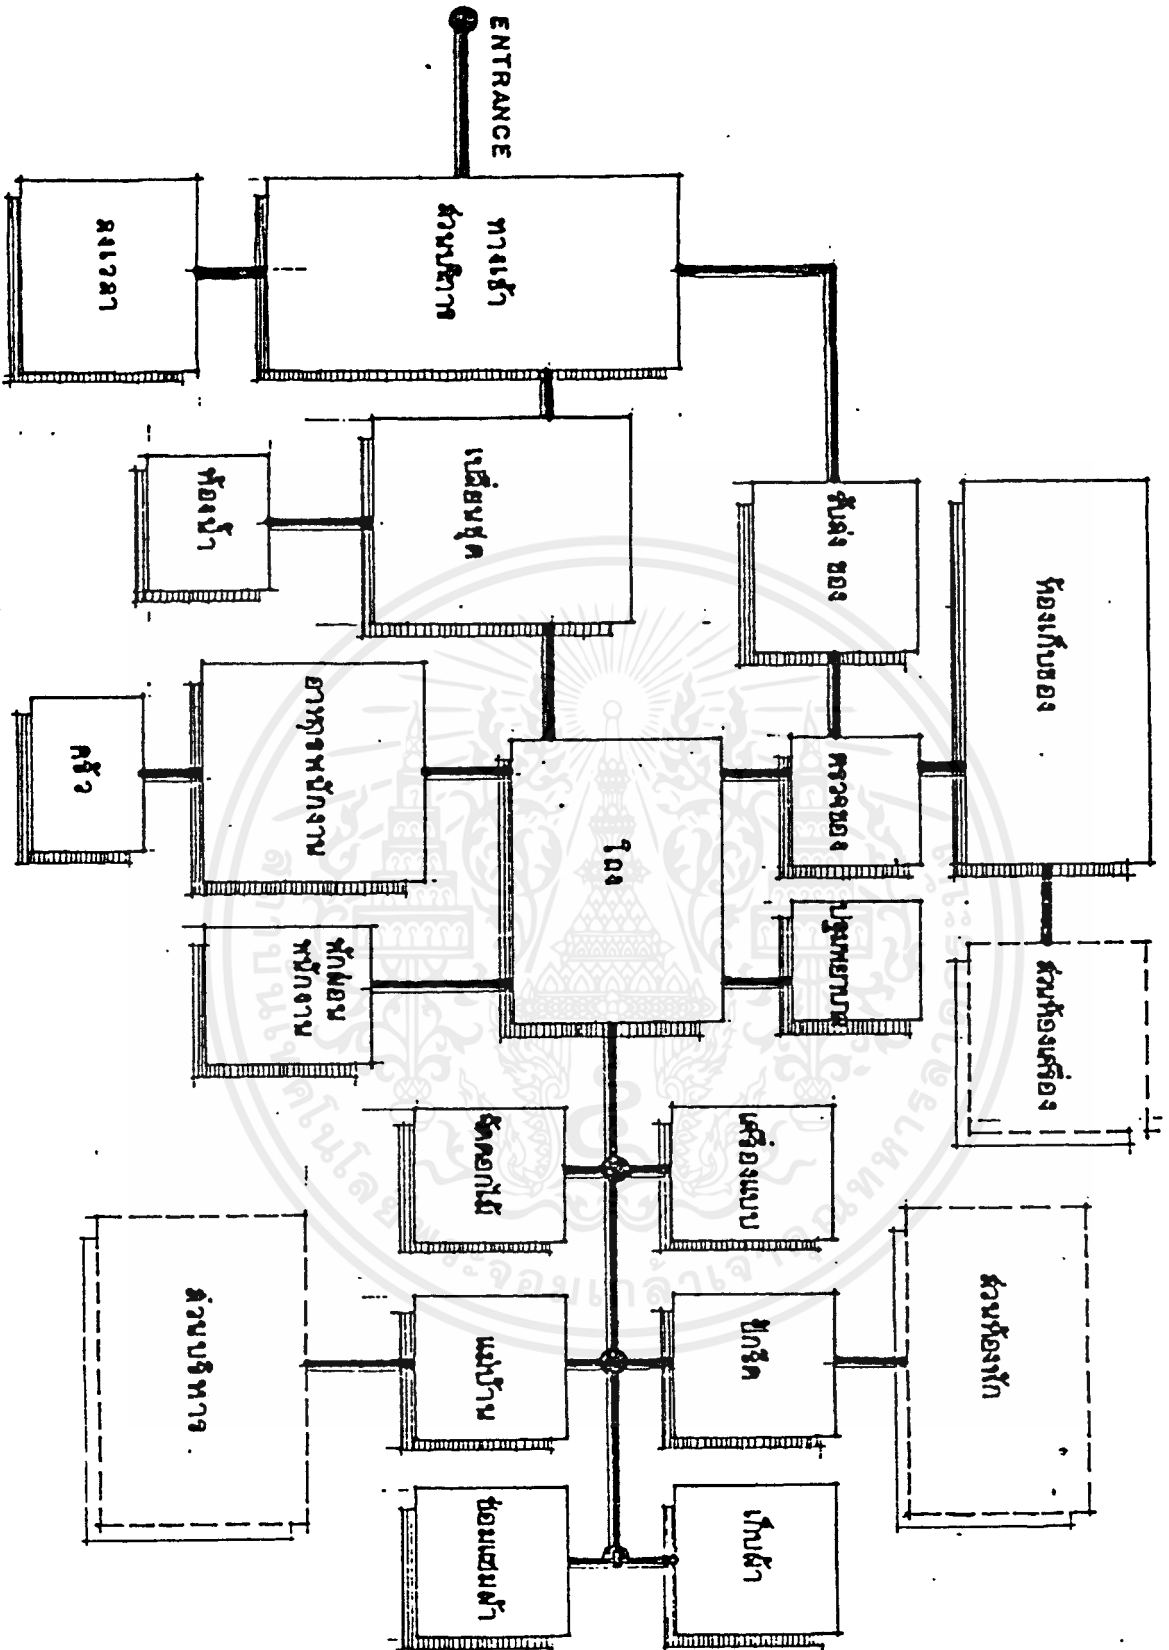 ENTRANCE
ทางเข้า
ส่วนบริการ
ลงเวลา
เปลี่ยนชุด
ห้องน้ำ
รับส่ง ของ
ห้องเก็บของ
ตรวจของ
ส่วนห้องเครื่อง
โถง
อาหารพนักงาน
ครัว
ปฐมพยาบาล
พักผ่อน
พนักงาน
เครื่องแบบ
จัดดอกไม้
ส่วนห้องพัก
ซักรีด
แม่บ้าน
ส่วนบริหาร
เก็บผ้า
ซ่อมแซมผ้า